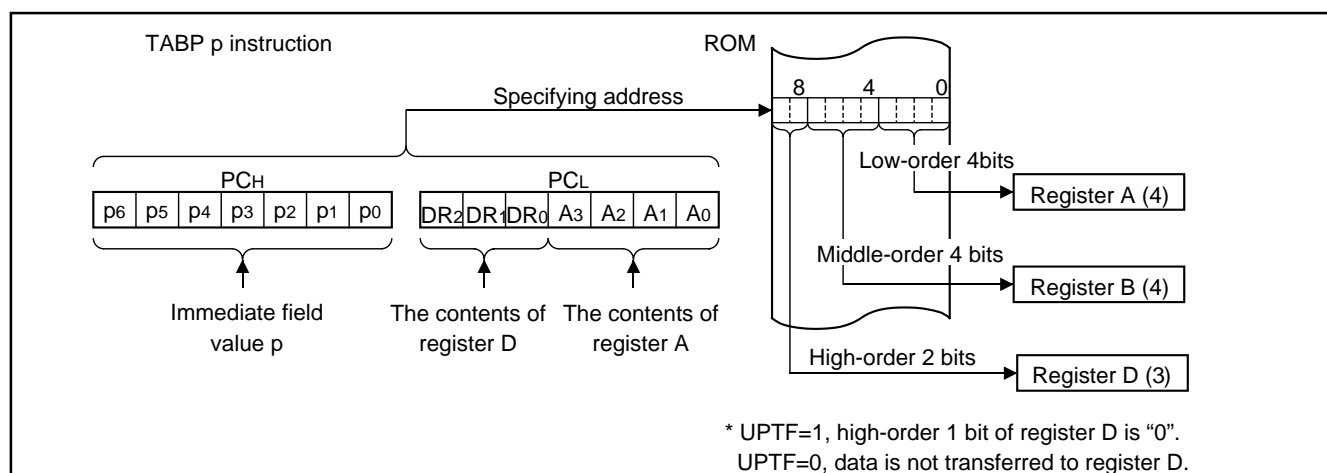 TABP p instruction
ROM
8 4 0
Specifying address
Low-order 4bits
PCH
PCL
Register A (4)
p6 p5 p4 p3 p2 p1 p0
DR2 DR1 DR0 A3 A2 A1 A0
Middle-order 4 bits
Register B (4)
Immediate field
value p
The contents of
register D
The contents of
register A
High-order 2 bits
Register D (3)
* UPTF=1, high-order 1 bit of register D is “0”.
UPTF=0, data is not transferred to register D.